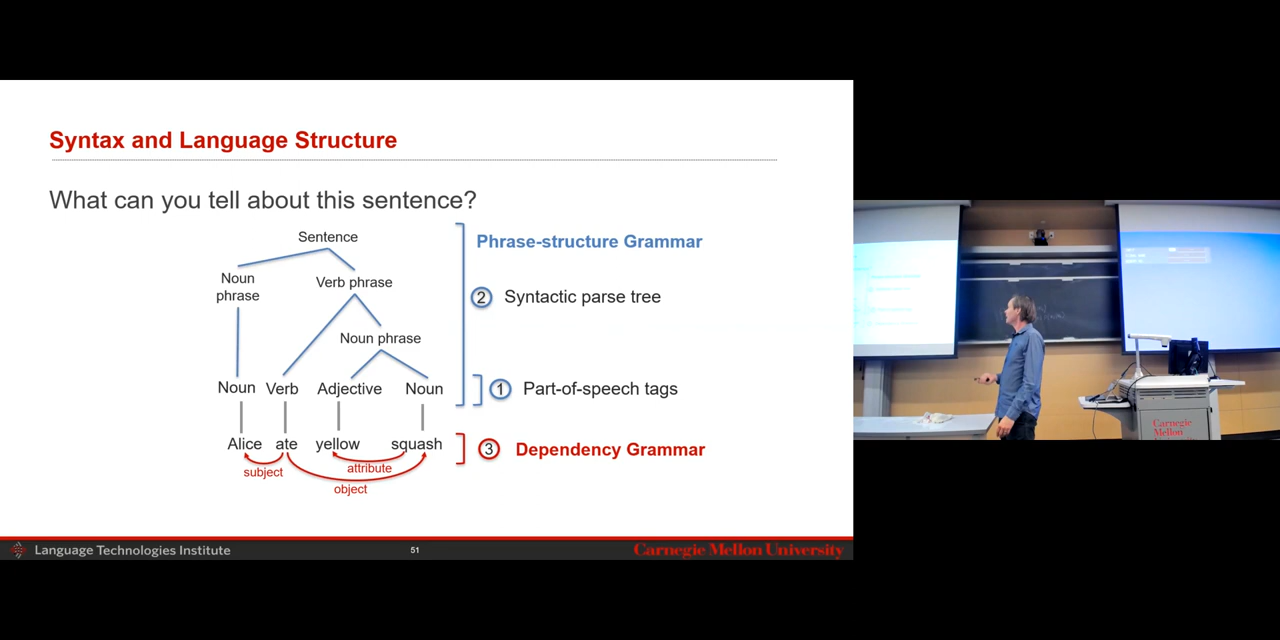 Syntax and Language Structure
What can you tell about this sentence?
Sentence
Phrase-structure Grammar
Noun
phrase
Verb phrase
2 Syntactic parse tree
Noun phrase
Noun Verb Adjective Noun
1 Part-of-speech tags
Alice ate yellow squash
3 Dependency Grammar
subject
attribute
object
Language Technologies Institute
51
Carnegie Mellon University
Carnegie
Mellon